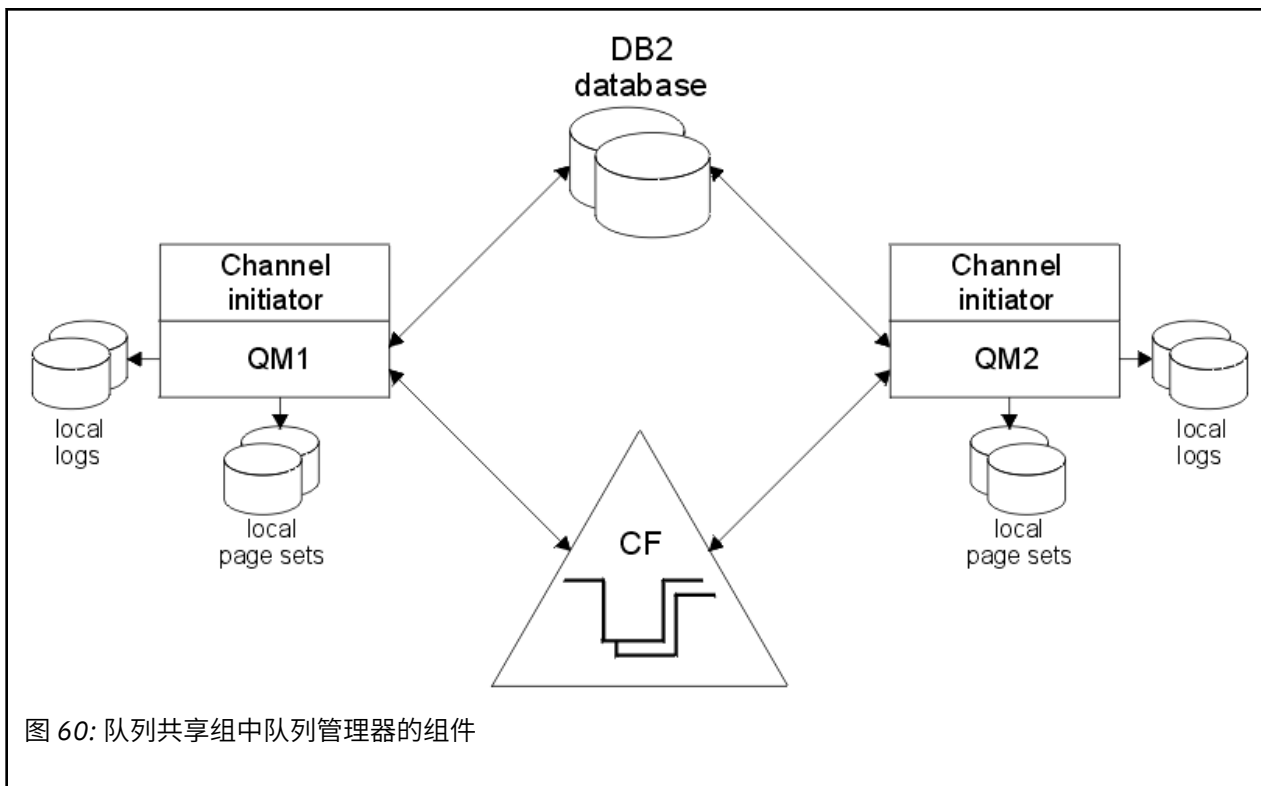 DB2
database
Channel
initiator
QM1
local
logs
local
page sets
Channel
initiator
QM2
local
logs
local
page sets
CF
图 60: 队列共享组中队列管理器的组件